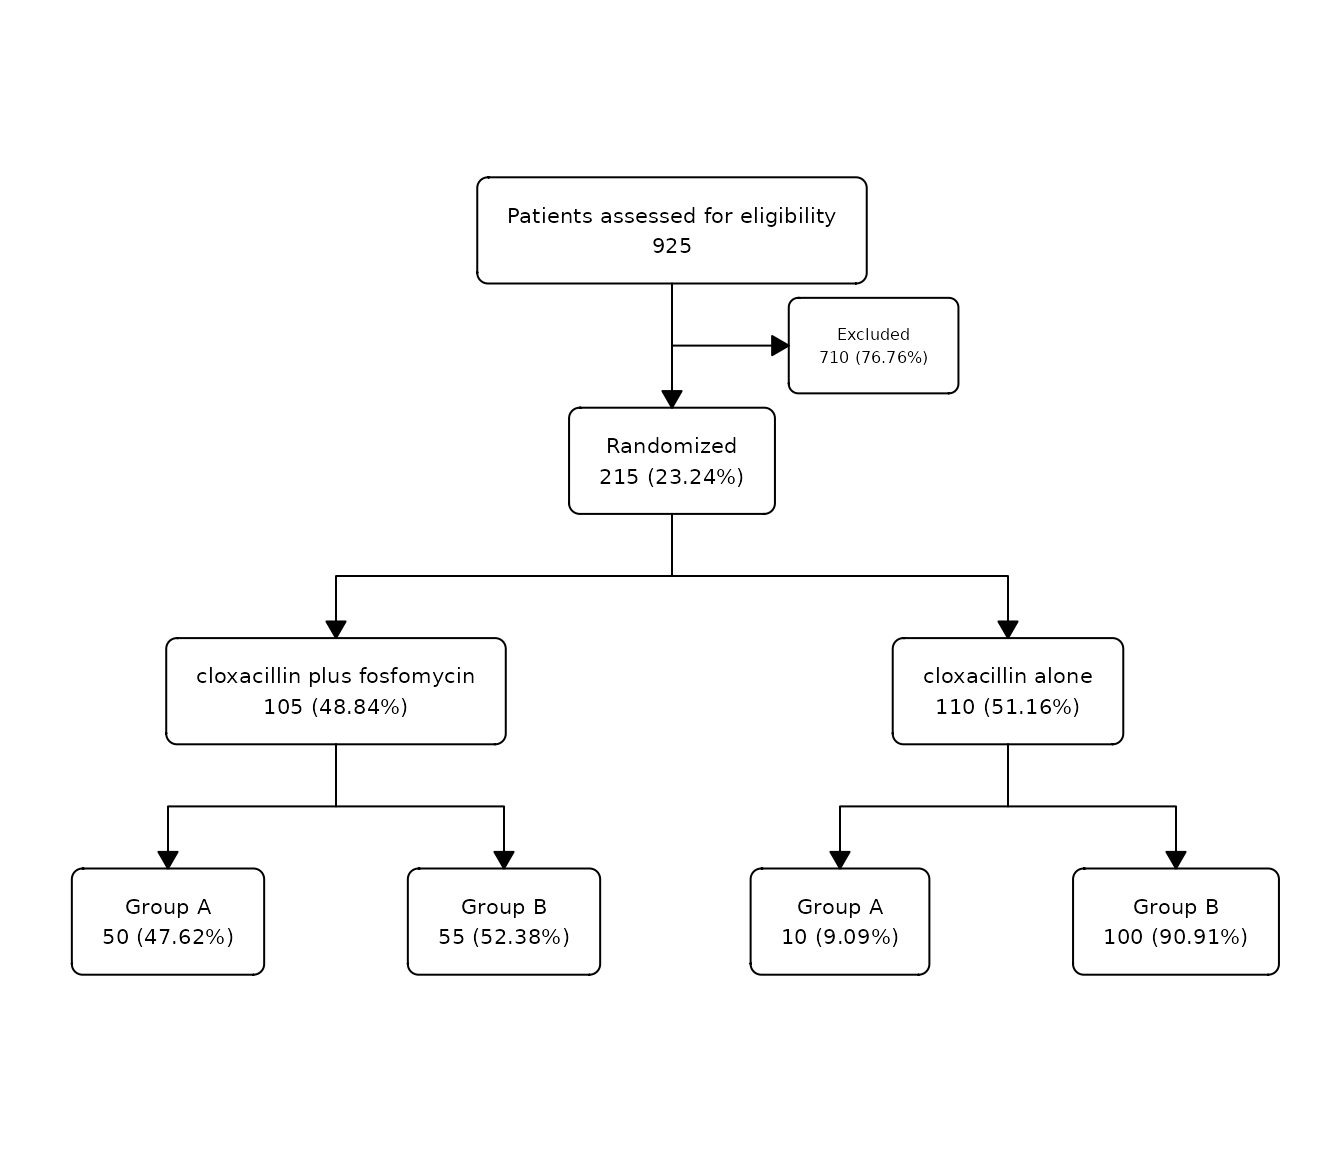 Patients assessed for eligibility
925
Excluded
710 (76.76%)
Randomized
215 (23.24%)
cloxacillin plus fosfomycin
105 (48.84%)
cloxacillin alone
110 (51.16%)
Group A
50 (47.62%)
Group B
55 (52.38%)
Group A
10 (9.09%)
Group B
100 (90.91%)